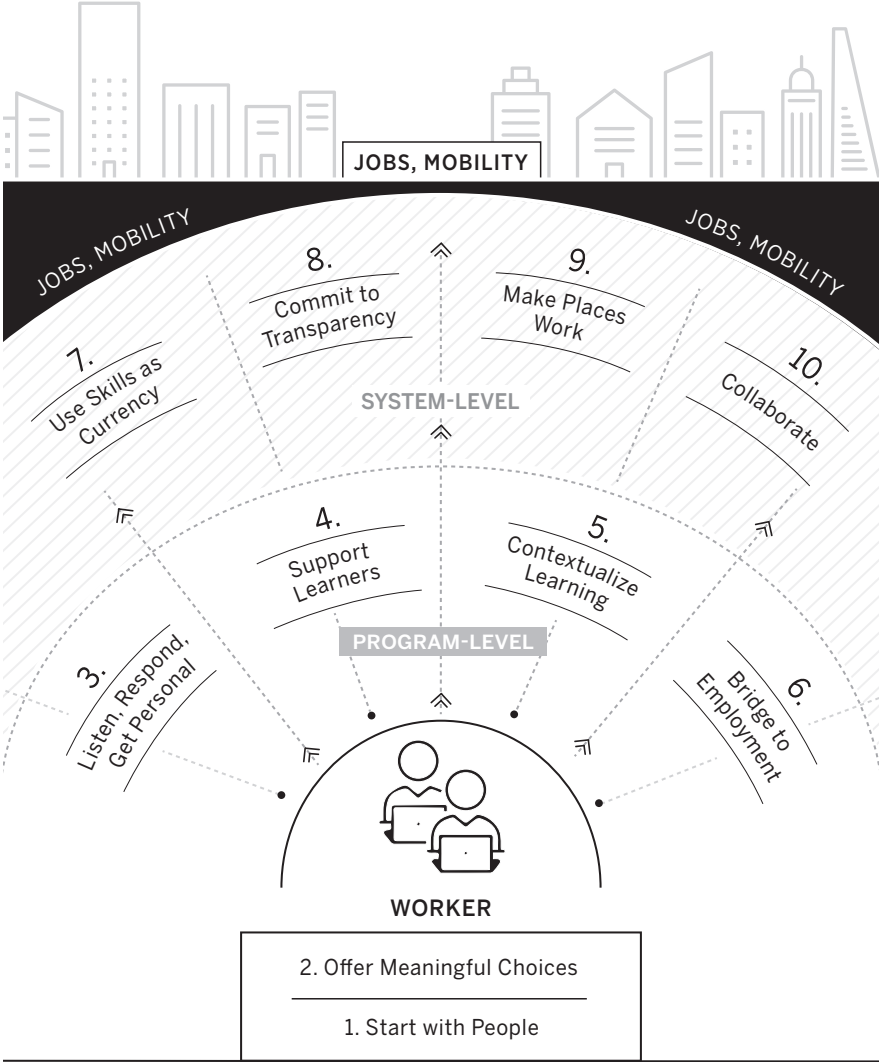 JOBS, MOBILITY
JOBS, MOBILITY
JOBS, MOBILITY
7.
Use Skills as
Currency
8.
Commit to
Transparency
9.
Make Places
Work
10.
Collaborate
SYSTEM-LEVEL
3.
Listen, Respond,
Get Personal
4.
Support
Learners
5.
Contextualize
Learning
6.
Bridge to
Employment
PROGRAM-LEVEL
WORKER
2. Offer Meaningful Choices
1. Start with People